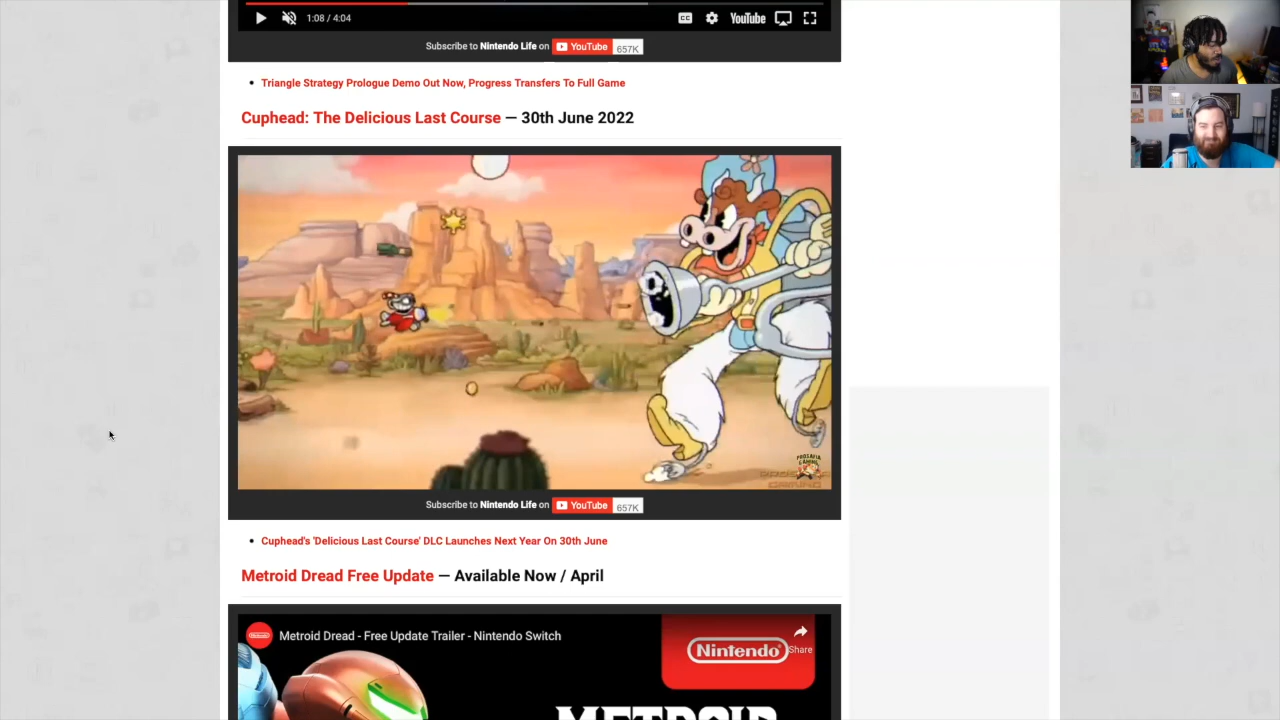 1:08 / 4:04
CC
YouTube
Subscribe to Nintendo Life on YouTube 657K
Triangle Strategy Prologue Demo Out Now, Progress Transfers To Full Game
Cuphead: The Delicious Last Course — 30th June 2022
Subscribe to Nintendo Life on YouTube 657K
Cuphead's 'Delicious Last Course' DLC Launches Next Year On 30th June
Metroid Dread Free Update — Available Now / April
Metroid Dread - Free Update Trailer - Nintendo Switch
Nintendo
Share
METROID